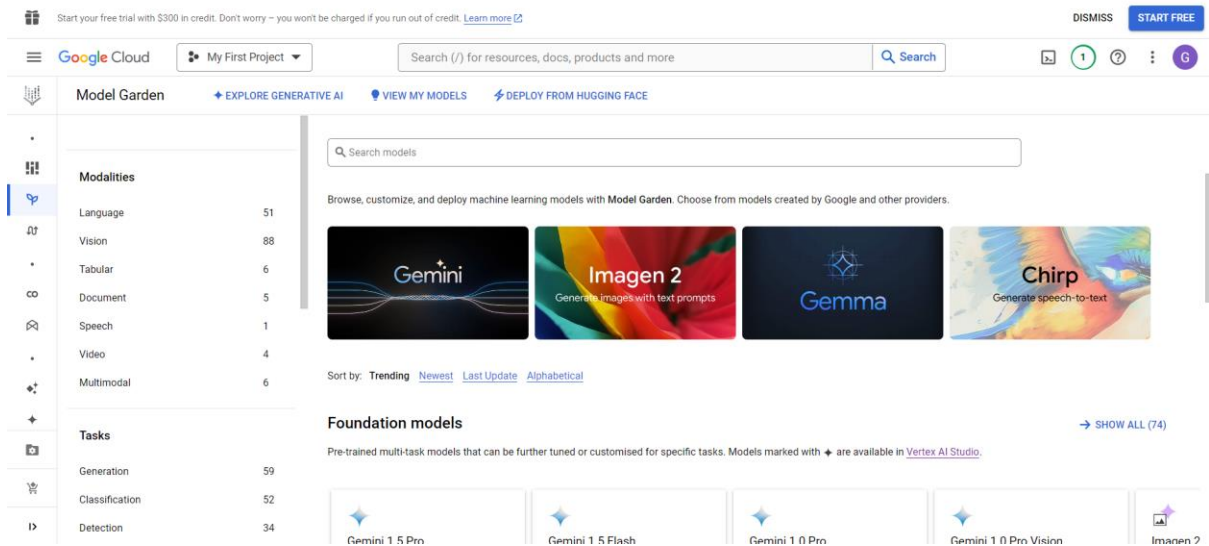 Start your free trial with $300 in credit. Don't worry – you won't be charged if you run out of credit. Learn more
DISMISS
START FREE
Google Cloud
My First Project
Search (/) for resources, docs, products and more
Search
1
G
Model Garden
EXPLORE GENERATIVE AI
VIEW MY MODELS
DEPLOY FROM HUGGING FACE
Modalities
Language 51
Vision 88
Tabular 6
Document 5
Speech 1
Video 4
Multimodal 6
Tasks
Generation 59
Classification 52
Detection 34
Search models
Browse, customize, and deploy machine learning models with Model Garden. Choose from models created by Google and other providers.
Gemini
Imagen 2
Generate images with text prompts
Gemma
Chirp
Generate speech-to-text
Sort by: Trending Newest Last Update Alphabetical
Foundation models
SHOW ALL (74)
Pre-trained multi-task models that can be further tuned or customised for specific tasks. Models marked with ✦ are available in Vertex AI Studio.
Gemini 1.5 Pro
Gemini 1.5 Flash
Gemini 1.0 Pro
Gemini 1.0 Pro Vision
Imagen 2